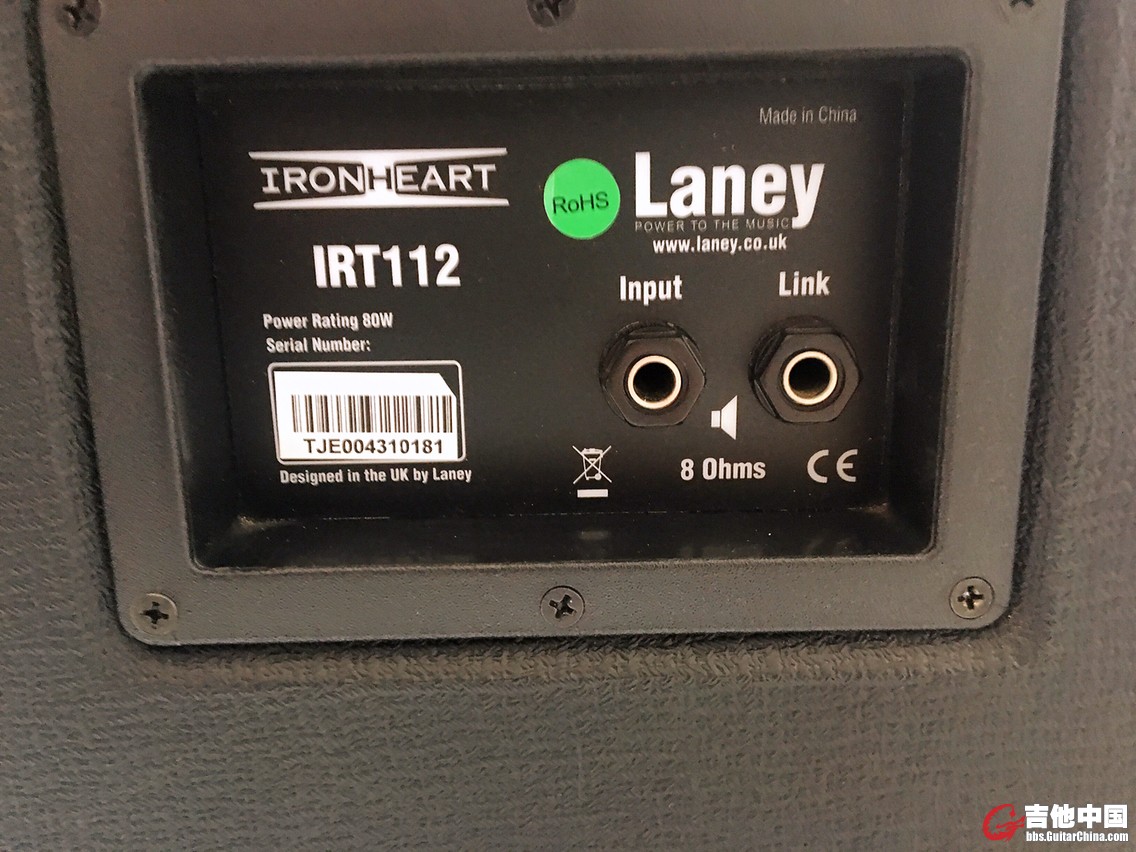 Made in China
IRONHEART
RoHS
Laney
POWER TO THE MUSIC
www.laney.co.uk
IRT112
Input
Link
Power Rating 80W
Serial Number:
TJE004310181
Designed in the UK by Laney
8 Ohms
CE
吉他中国
bbs.GuitarChina.com